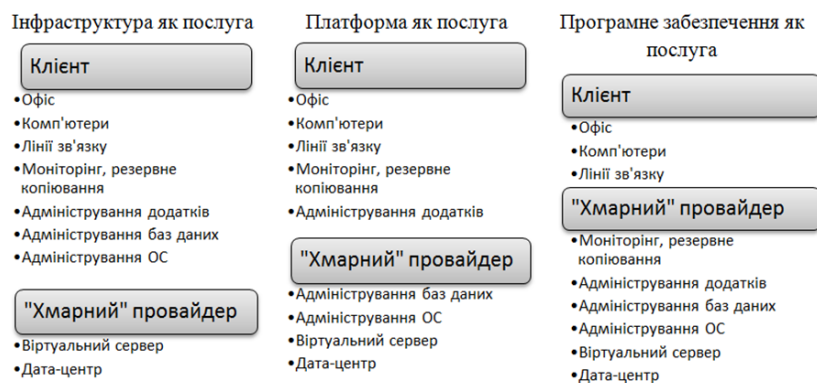 Інфраструктура як послуга
Клієнт
•Офіс
•Комп'ютери
•Лінії зв'язку
•Моніторінг, резервне
копіювання
•Адміністрування додатків
•Адміністрування баз даних
•Адміністрування ОС
"Хмарний" провайдер
•Віртуальний сервер
•Дата-центр
Платформа як послуга
Клієнт
•Офіс
•Комп'ютери
•Лінії зв'язку
•Моніторінг, резервне
копіювання
•Адміністрування додатків
"Хмарний" провайдер
•Адміністрування баз даних
•Адміністрування ОС
•Віртуальний сервер
•Дата-центр
Програмне забезпечення як
послуга
Клієнт
•Офіс
•Комп'ютери
•Лінії зв'язку
"Хмарний" провайдер
•Моніторінг, резервне
копіювання
•Адміністрування додатків
•Адміністрування баз даних
•Адміністрування ОС
•Віртуальний сервер
•Дата-центр